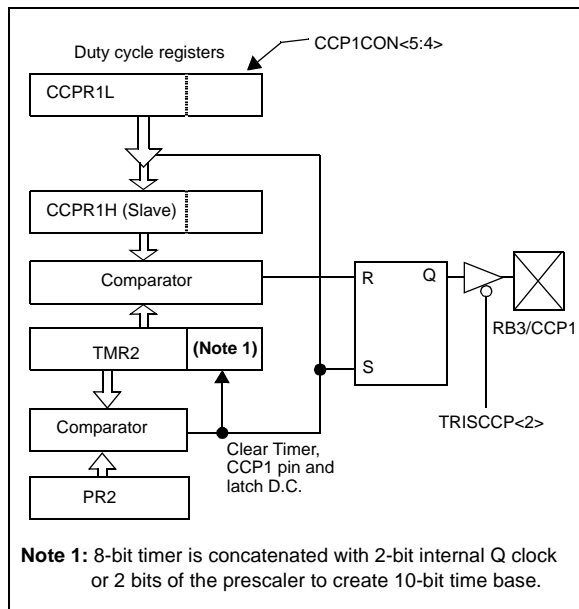 Duty cycle registers
CCP1CON<5:4>
CCPR1L
CCPR1H (Slave)
Comparator
R
Q
RB3/CCP1
TMR2
(Note 1)
S
TRISCCP<2>
Comparator
Clear Timer,
CCP1 pin and
latch D.C.
PR2
Note 1: 8-bit timer is concatenated with 2-bit internal Q clock
or 2 bits of the prescaler to create 10-bit time base.